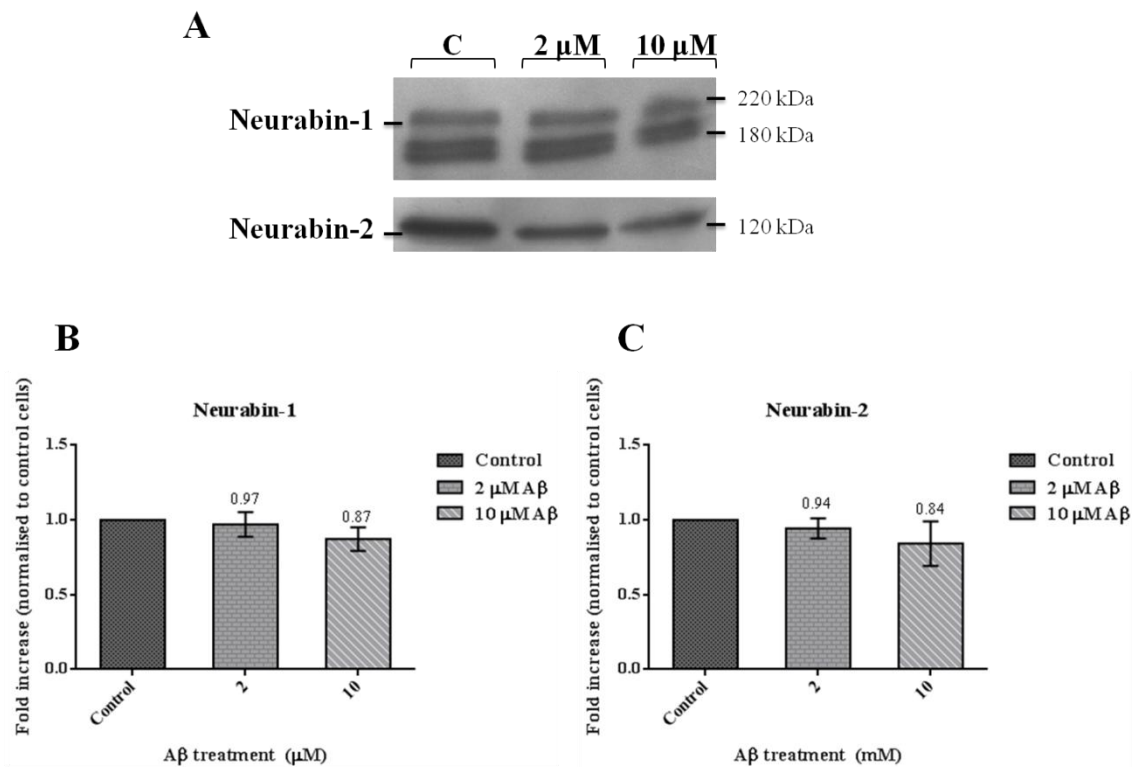 A
C 2 μM 10 μM
Neurabin-1
220 kDa
180 kDa
Neurabin-2
120 kDa
B
Neurabin-1
Fold increase (normalised to control cells)
1.5
1.0
0.5
0.0
0.97
0.87
Control
2
10
Aβ treatment (μM)
Control
2 μM Aβ
10 μM Aβ
C
Neurabin-2
Fold increase (normalised to control cells)
1.5
1.0
0.5
0.0
0.94
0.84
Control
2
10
Aβ treatment (mM)
Control
2 μM Aβ
10 μM Aβ